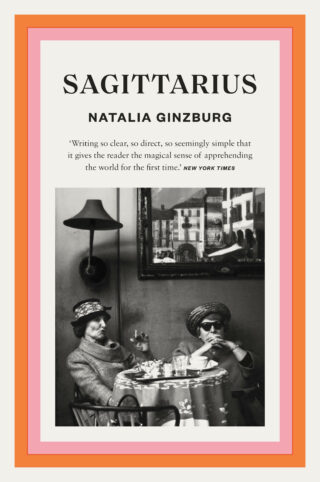 SAGITTARIUS
NATALIA GINZBURG
‘Writing so clear, so direct, so seemingly simple that
it gives the reader the magical sense of apprehending
the world for the first time.’ NEW YORK TIMES